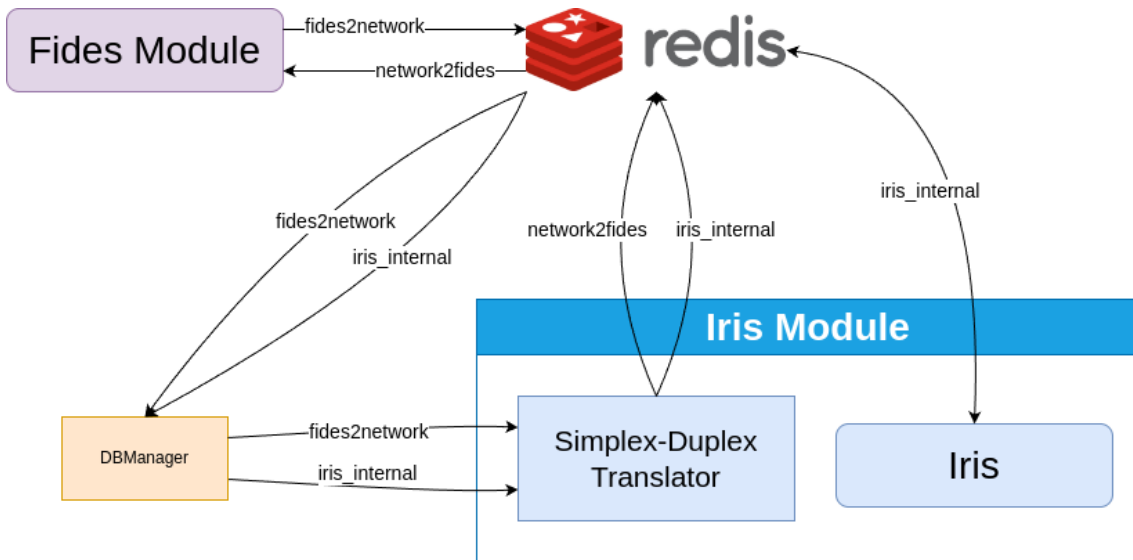 Fides Module
fides2network
network2fides
redis
iris_internal
fides2network
iris_internal
network2fides
iris_internal
Iris Module
DBManager
fides2network
iris_internal
Simplex-Duplex
Translator
Iris